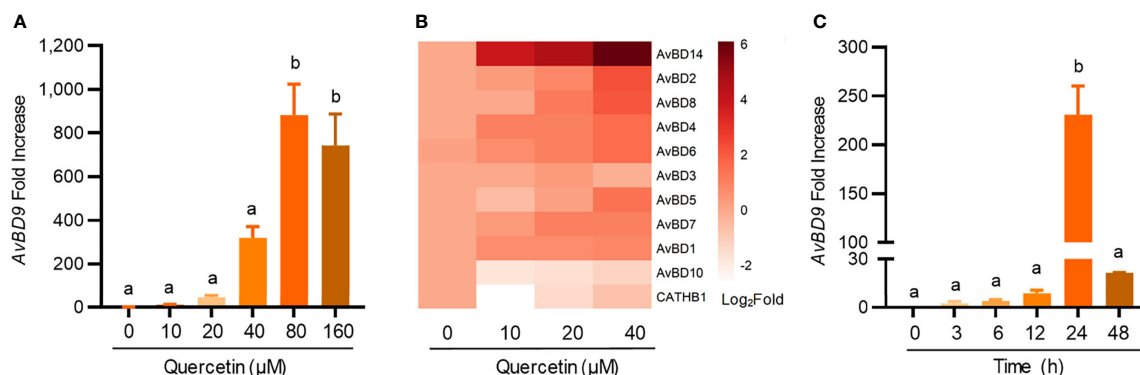 A
AvBD9 Fold Increase
1,200
1,000
800
600
400
200
0
a
a
a
a
b
b
0 10 20 40 80 160
Quercetin (μM)
B
AvBD14
AvBD2
AvBD8
AvBD4
AvBD6
AvBD3
AvBD5
AvBD7
AvBD1
AvBD10
CATHB1
0 10 20 40
Quercetin (μM)
6
4
2
0
-2
Log₂Fold
C
AvBD9 Fold Increase
300
250
200
150
100
30
0
a
a
a
a
b
a
0 3 6 12 24 48
Time (h)